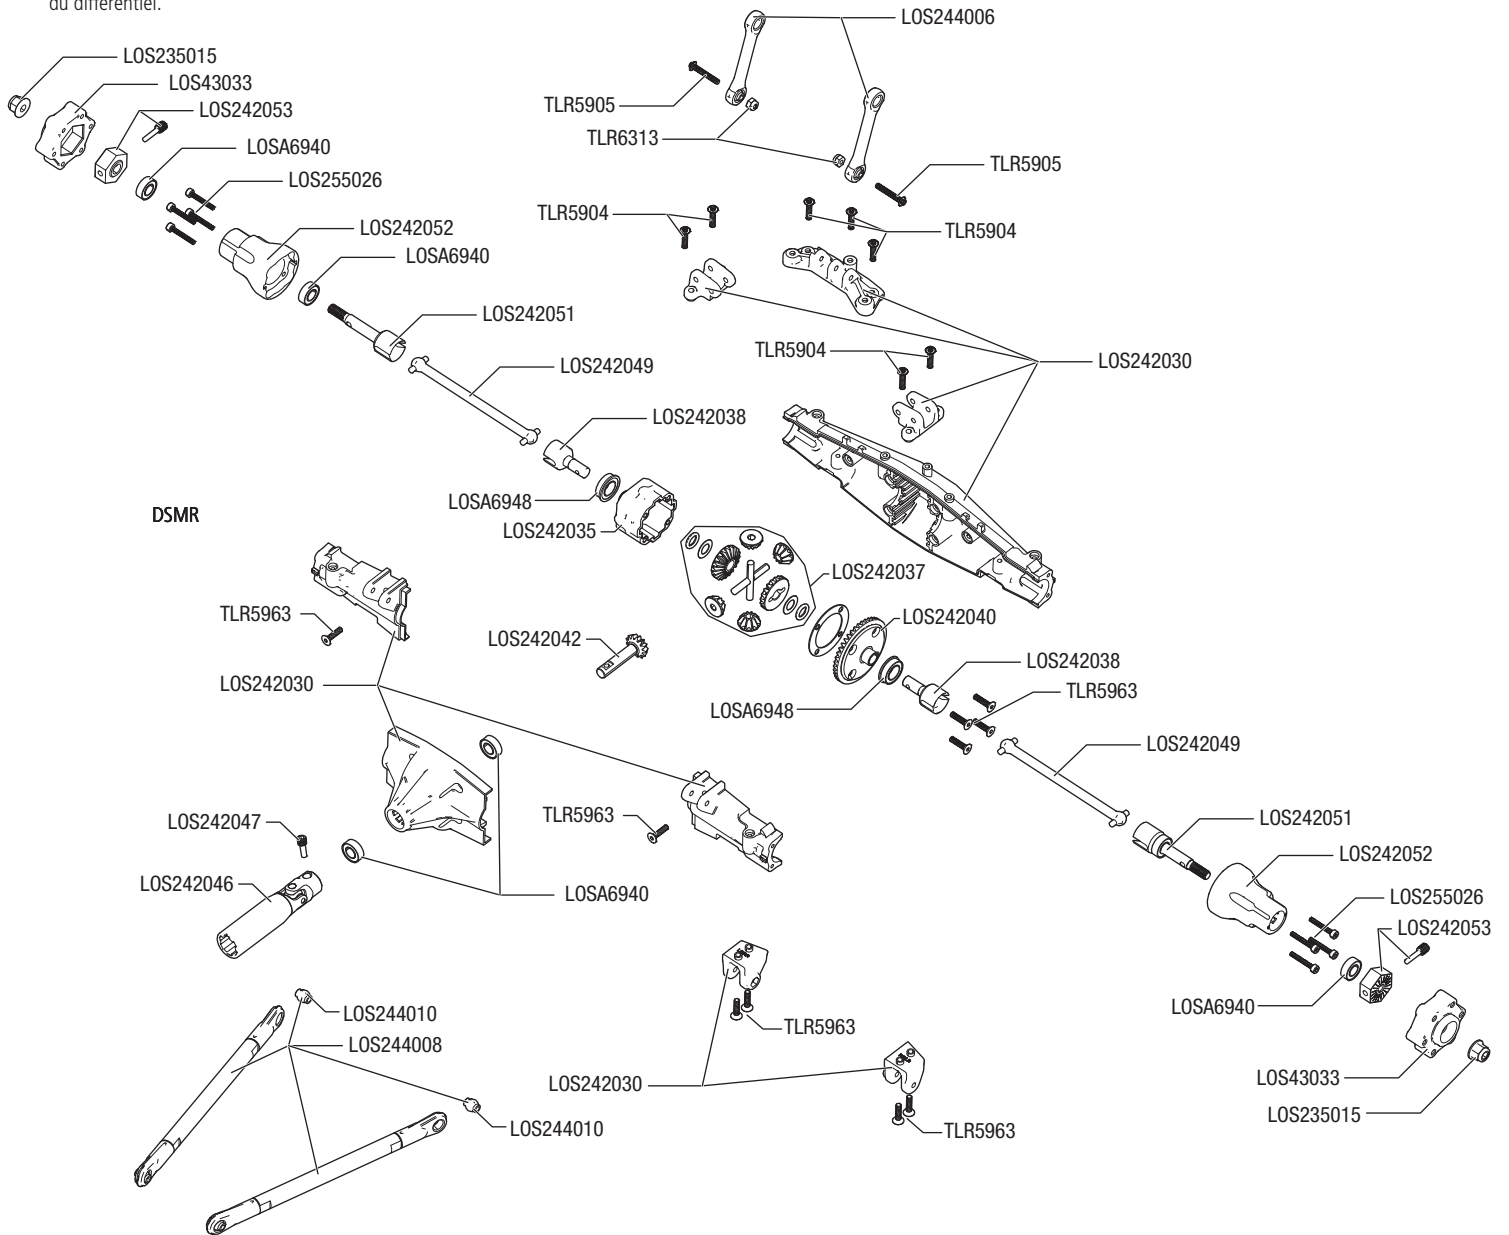 du différentiel.
LOS244006
LOS235015
LOS43033
LOS242053
TLR5905
TLR6313
LOSA6940
TLR5905
LOS255026
TLR5904
LOS242052
TLR5904
LOSA6940
LOS242051
TLR5904
LOS242030
LOS242049
LOS242038
LOSA6948
DSMR
LOS242035
LOS242037
TLR5963
LOS242042
LOS242040
LOS242038
LOS242030
TLR5963
LOSA6948
LOS242049
LOS242047
TLR5963
LOS242051
LOS242052
LOS242046
LOSA6940
LOS255026
LOS242053
LOSA6940
LOS244010
TLR5963
LOS244008
LOS242030
LOS43033
LOS235015
LOS244010
TLR5963